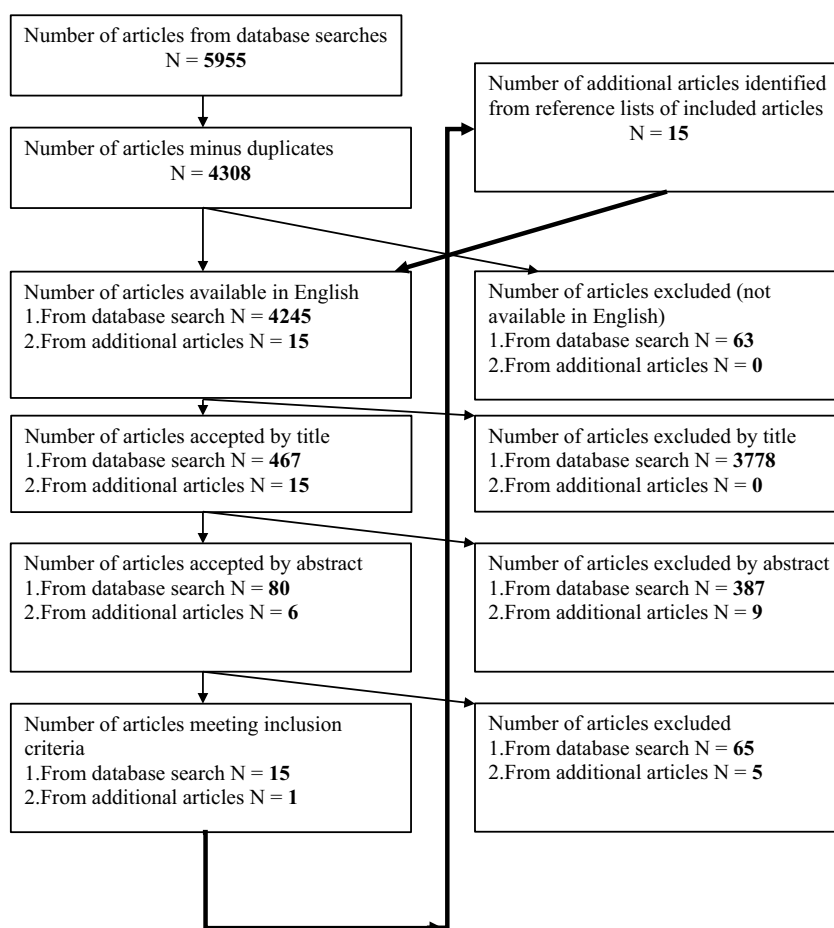 Number of articles from database searches
N = 5955
Number of additional articles identified
from reference lists of included articles
N = 15
Number of articles minus duplicates
N = 4308
Number of articles available in English
1.From database search N = 4245
2.From additional articles N = 15
Number of articles excluded (not
available in English)
1.From database search N = 63
2.From additional articles N = 0
Number of articles accepted by title
1.From database search N = 467
2.From additional articles N = 15
Number of articles excluded by title
1.From database search N = 3778
2.From additional articles N = 0
Number of articles accepted by abstract
1.From database search N = 80
2.From additional articles N = 6
Number of articles excluded by abstract
1.From database search N = 387
2.From additional articles N = 9
Number of articles meeting inclusion
criteria
1.From database search N = 15
2.From additional articles N = 1
Number of articles excluded
1.From database search N = 65
2.From additional articles N = 5